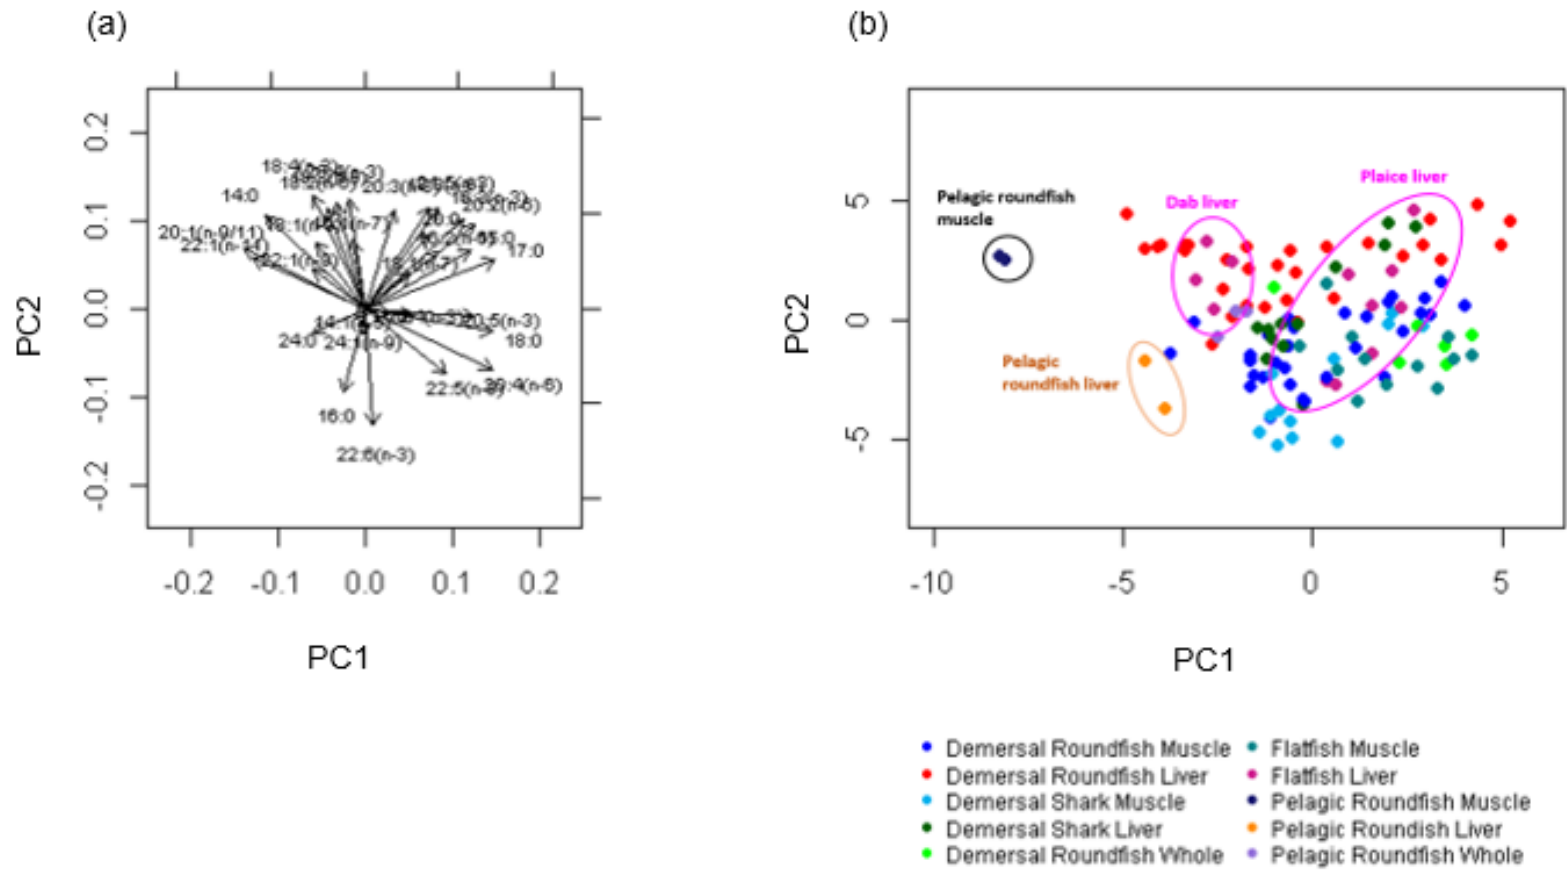 (a)
(b)
18:4(n-3)
14:0
20:1(n-9/11)
22:1(n-11)
17:0
20:5(n-3)
18:0
24:0
24:1(n-9)
16:0
22:6(n-3)
20:0
20:2(n-6)
0.2
0.1
0.0
-0.1
-0.2
PC2
-0.2
-0.1
0.0
0.1
0.2
PC1
Pelagic roundfish
muscle
Dab liver
Plaice liver
Pelagic
roundfish liver
5
0
-5
PC2
-10
-5
0
5
PC1
Demersal Roundfish Muscle
Demersal Roundfish Liver
Demersal Shark Muscle
Demersal Shark Liver
Demersal Roundfish Whole
Flatfish Muscle
Flatfish Liver
Pelagic Roundfish Muscle
Pelagic Roundish Liver
Pelagic Roundfish Whole